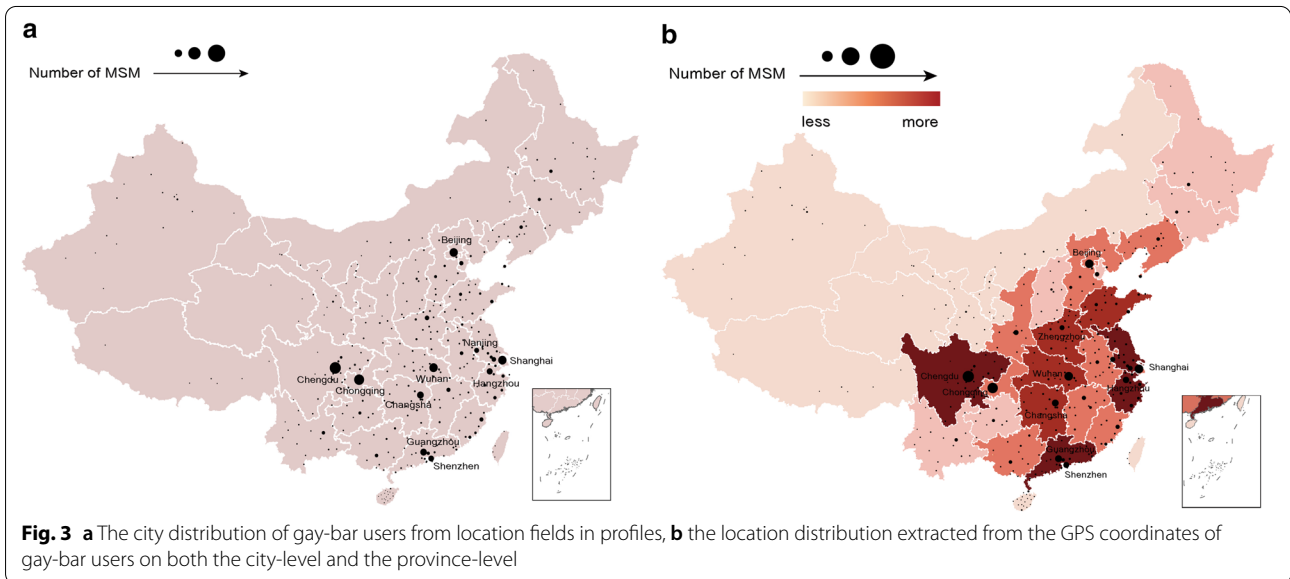 a
Number of MSM
Beijing
Nanjing
Shanghai
Chengdu
Wuhan
Hangzhou
Chongqing
Changsha
Guangzhou
Shenzhen
b
Number of MSM
less more
Beijing
Zhengzhou
Shanghai
Chengdu
Wuhan
Hangzhou
Chongqing
Changsha
Guangzhou
Shenzhen
Fig. 3 a The city distribution of gay-bar users from location fields in profiles, b the location distribution extracted from the GPS coordinates of
gay-bar users on both the city-level and the province-level